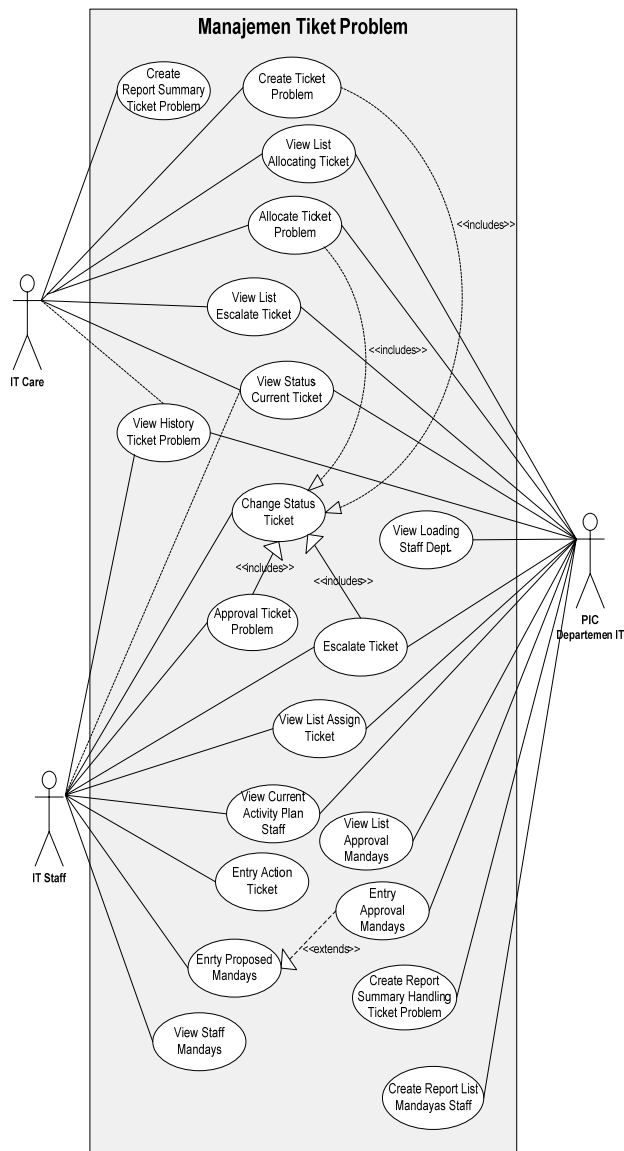 Manajemen Tiket Problem
Create
Report Summary
Ticket Problem
Create Ticket
Problem
View List
Allocating Ticket
<<includes>>
Allocate Ticket
Problem
View List
Escalate Ticket
<<includes>>
IT Care
View Status
Current Ticket
View History
Ticket Problem
Change Status
Ticket
View Loading
Staff Dept.
<<includes>>
<<includes>>
Approval Ticket
Problem
Escalate Ticket
PIC
Departemen IT
View List Assign
Ticket
View Current
Activity Plan
Staff
View List
Approval
Mandays
IT Staff
Entry Action
Ticket
Entry
Approval
Mandays
<<extends>>
Enrty Proposed
Mandays
Create Report
Summary Handling
Ticket Problem
View Staff
Mandays
Create Report List
Mandayas Staff